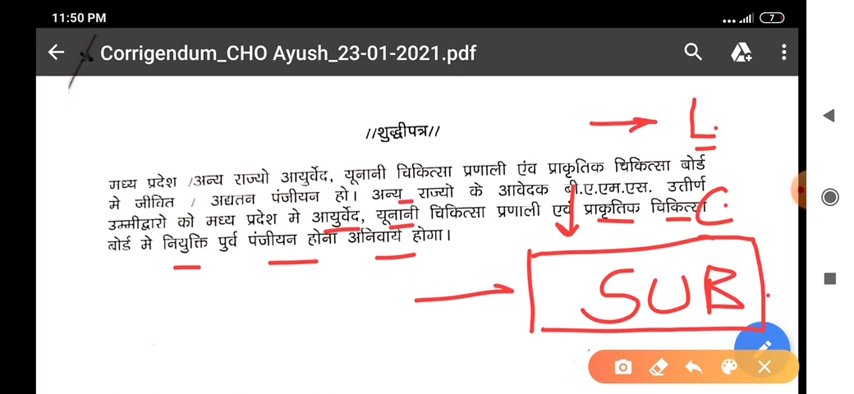 11:50 PM
7
Corrigendum_CHO Ayush_23-01-2021.pdf
//शुद्धीपत्र//
L.
मध्य प्रदेश /अन्य राज्यो आयुर्वेद, यूनानी चिकित्सा प्रणाली एंव प्राकृतिक चिकित्सा बोर्ड
मे जीवित / अद्यतन पंजीयन हो। अन्य राज्यो के आवेदक बी.ए.एम.एस. उत्तीर्ण
उम्मीद्वारो को मध्य प्रदेश मे आयुर्वेद, यूनानी चिकित्सा प्रणाली एवं प्राकृतिक चिकित्सा
C
बोर्ड मे नियुक्ति पुर्व पंजीयन होना अनिवार्य होगा।
SUB